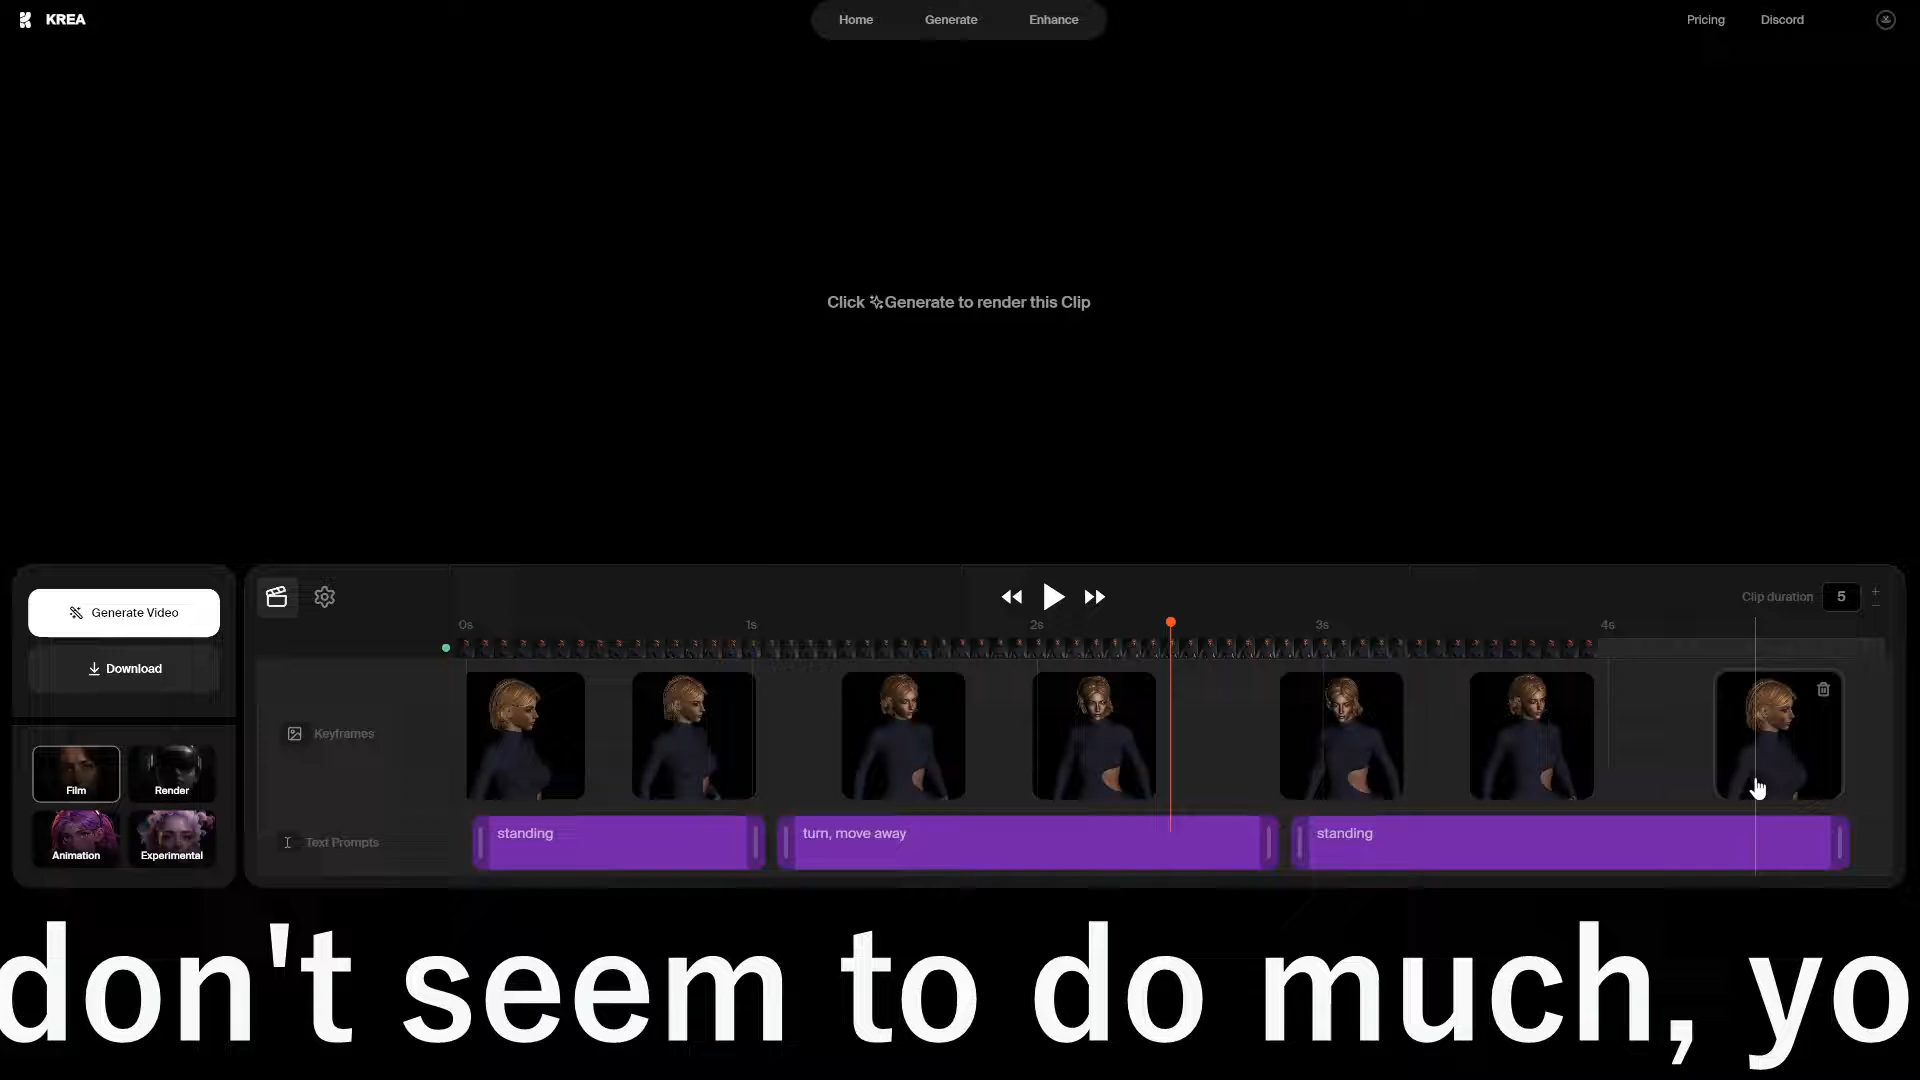 KREA
Home Generate Enhance
Pricing Discord
Click Generate to render this Clip
Generate Video
Download
Clip duration 5 + −
0s 1s 2s 3s 4s
Keyframes
Film Render
Animation Experimental
Text Prompts
standing turn, move away standing
don't seem to do much, yo